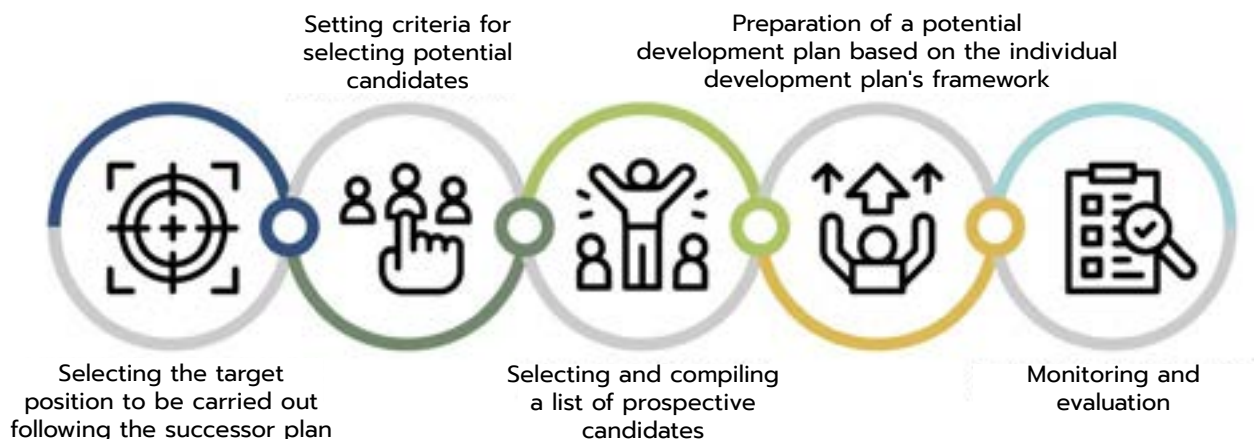 Selecting the target
position to be carried out
following the successor plan
Setting criteria for
selecting potential
candidates
Selecting and compiling
a list of prospective
candidates
Preparation of a potential
development plan based on the individual
development plan's framework
Monitoring and
evaluation